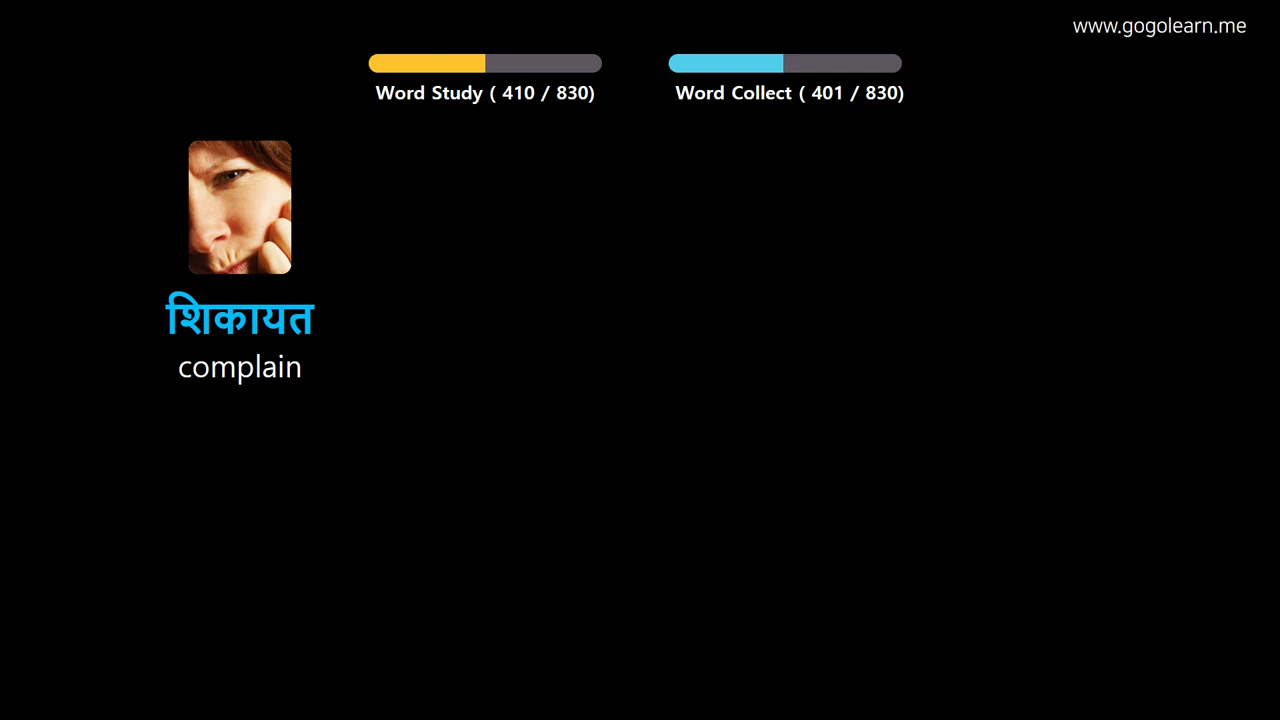 www.gogolearn.me
Word Study ( 410 / 830)
Word Collect ( 401 / 830)
शिकायत
complain